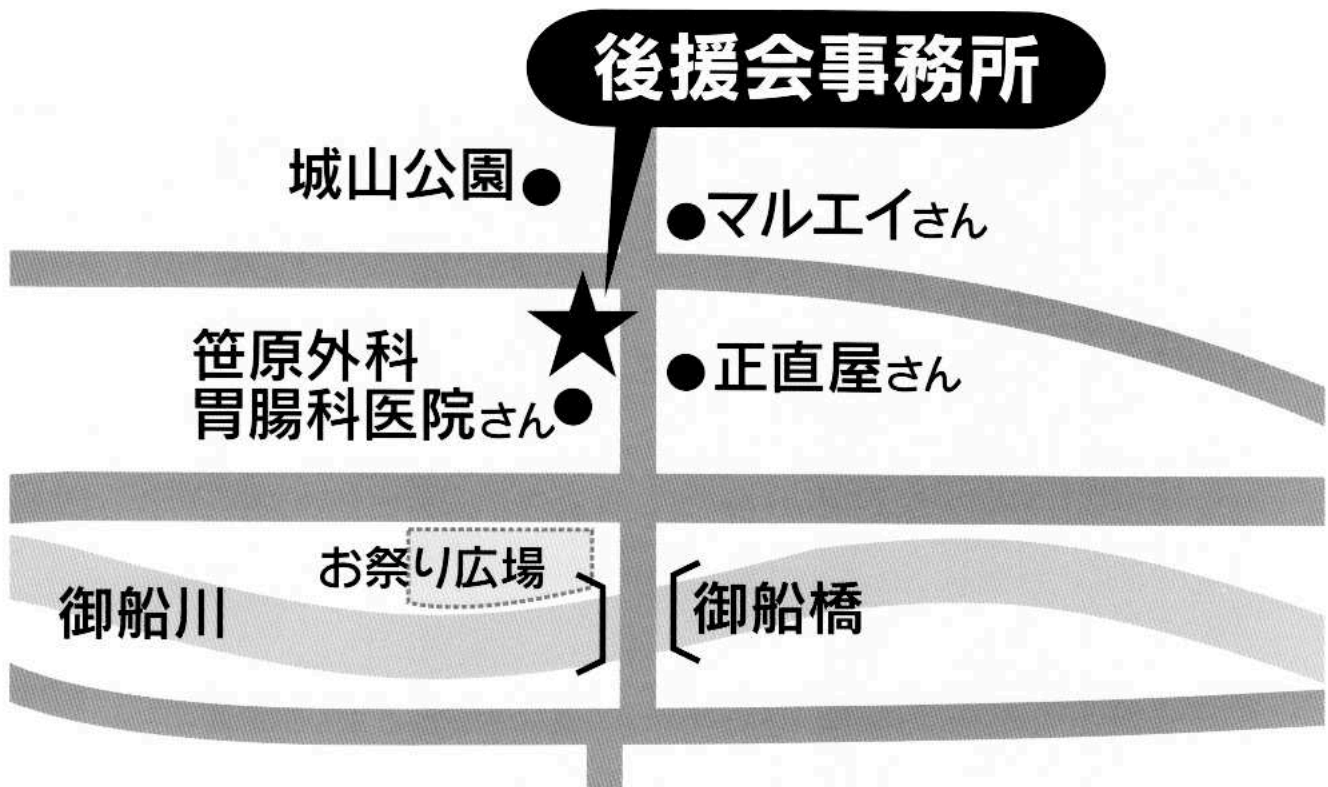 後援会事務所
城山公園
マルエイさん
笹原外科
胃腸科医院さん
正直屋さん
お祭り広場
御船川
御船橋